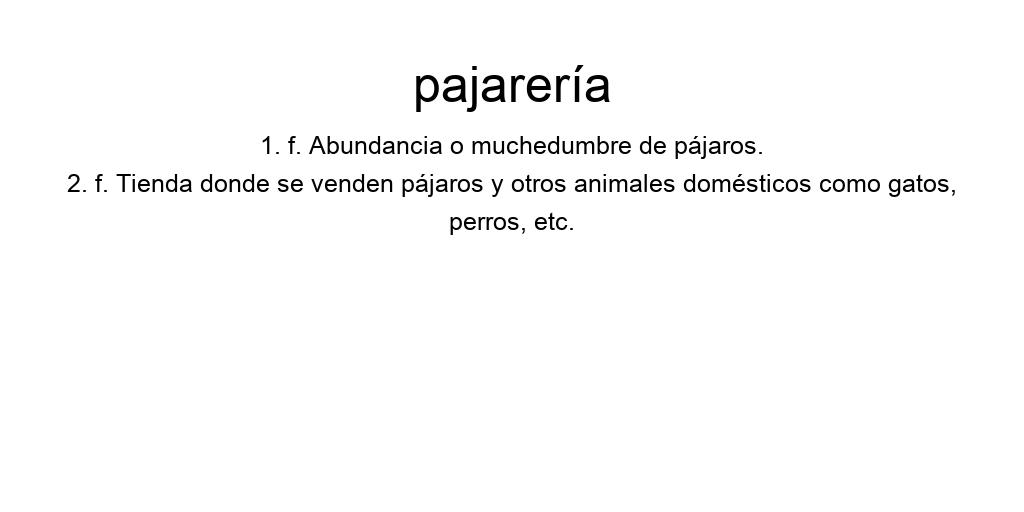 pajarería
1. f. Abundancia o muchedumbre de pájaros.
2. f. Tienda donde se venden pájaros y otros animales domésticos como gatos,
perros, etc.